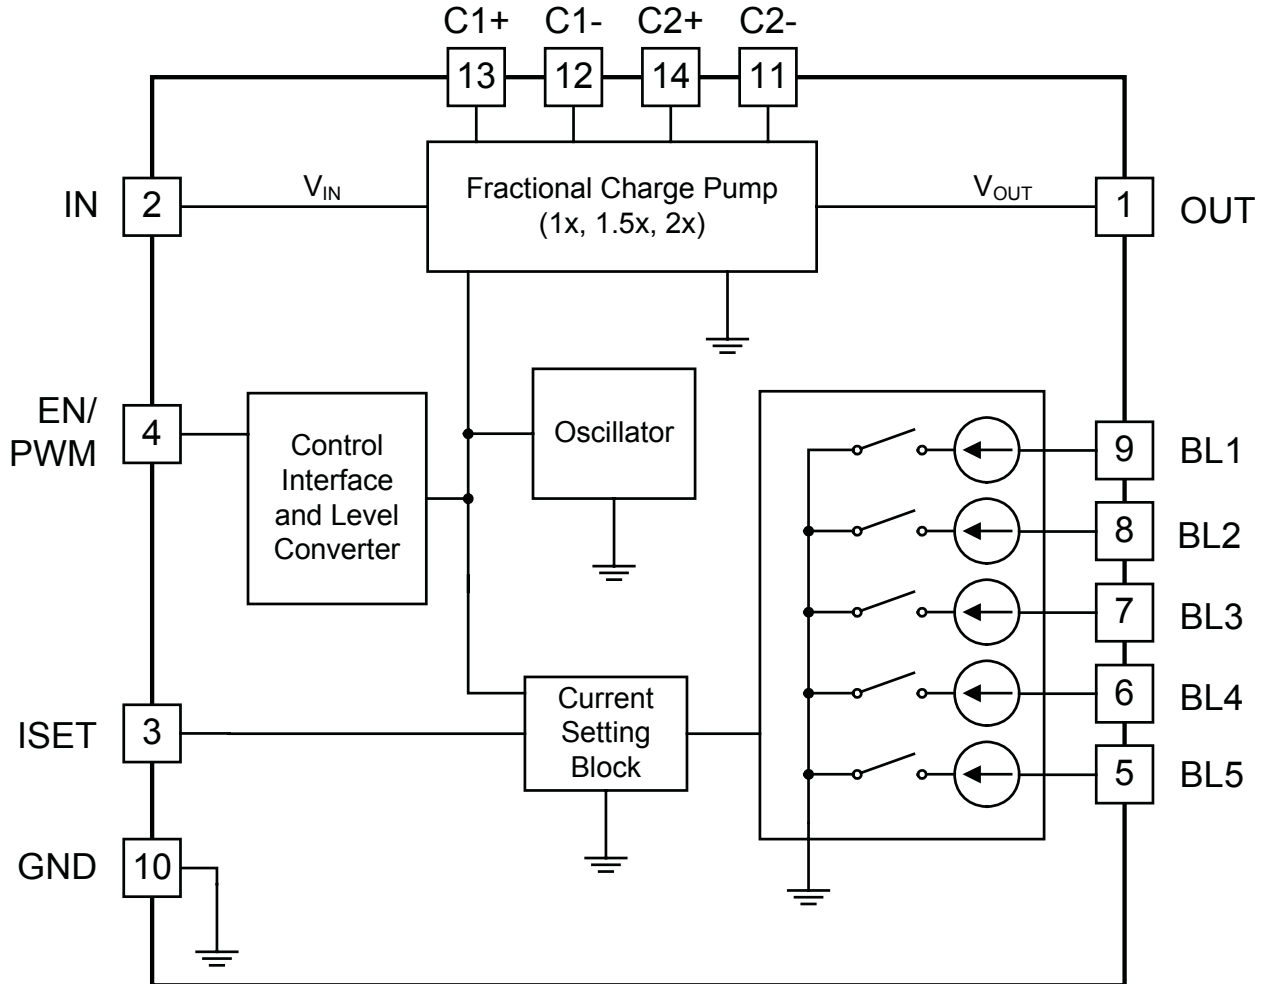 C1+ C1- C2+ C2-
13 12 14 11
IN
2
VIN
Fractional Charge Pump
(1x, 1.5x, 2x)
VOUT
1
OUT
EN/
PWM
4
Control
Interface
and Level
Converter
Oscillator
9
BL1
8
BL2
7
BL3
6
BL4
5
BL5
ISET
3
Current
Setting
Block
GND
10